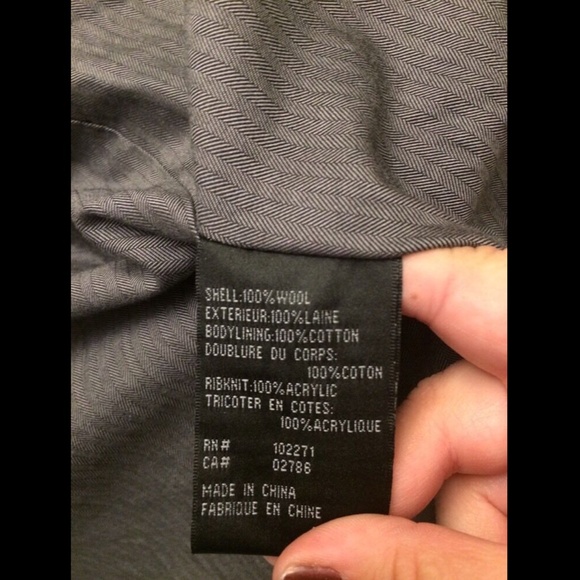 SHELL:100%WOOL
EXTERIEUR:100%LAINE
BODYLINING:100%COTTON
DOUBLURE DU CORPS:
100%COTON
RIBKNIT:100%ACRYLIC
TRICOTER EN COTES:
100%ACRYLIQUE
RN# 102271
CA# 02786
MADE IN CHINA
FABRIQUE EN CHINE